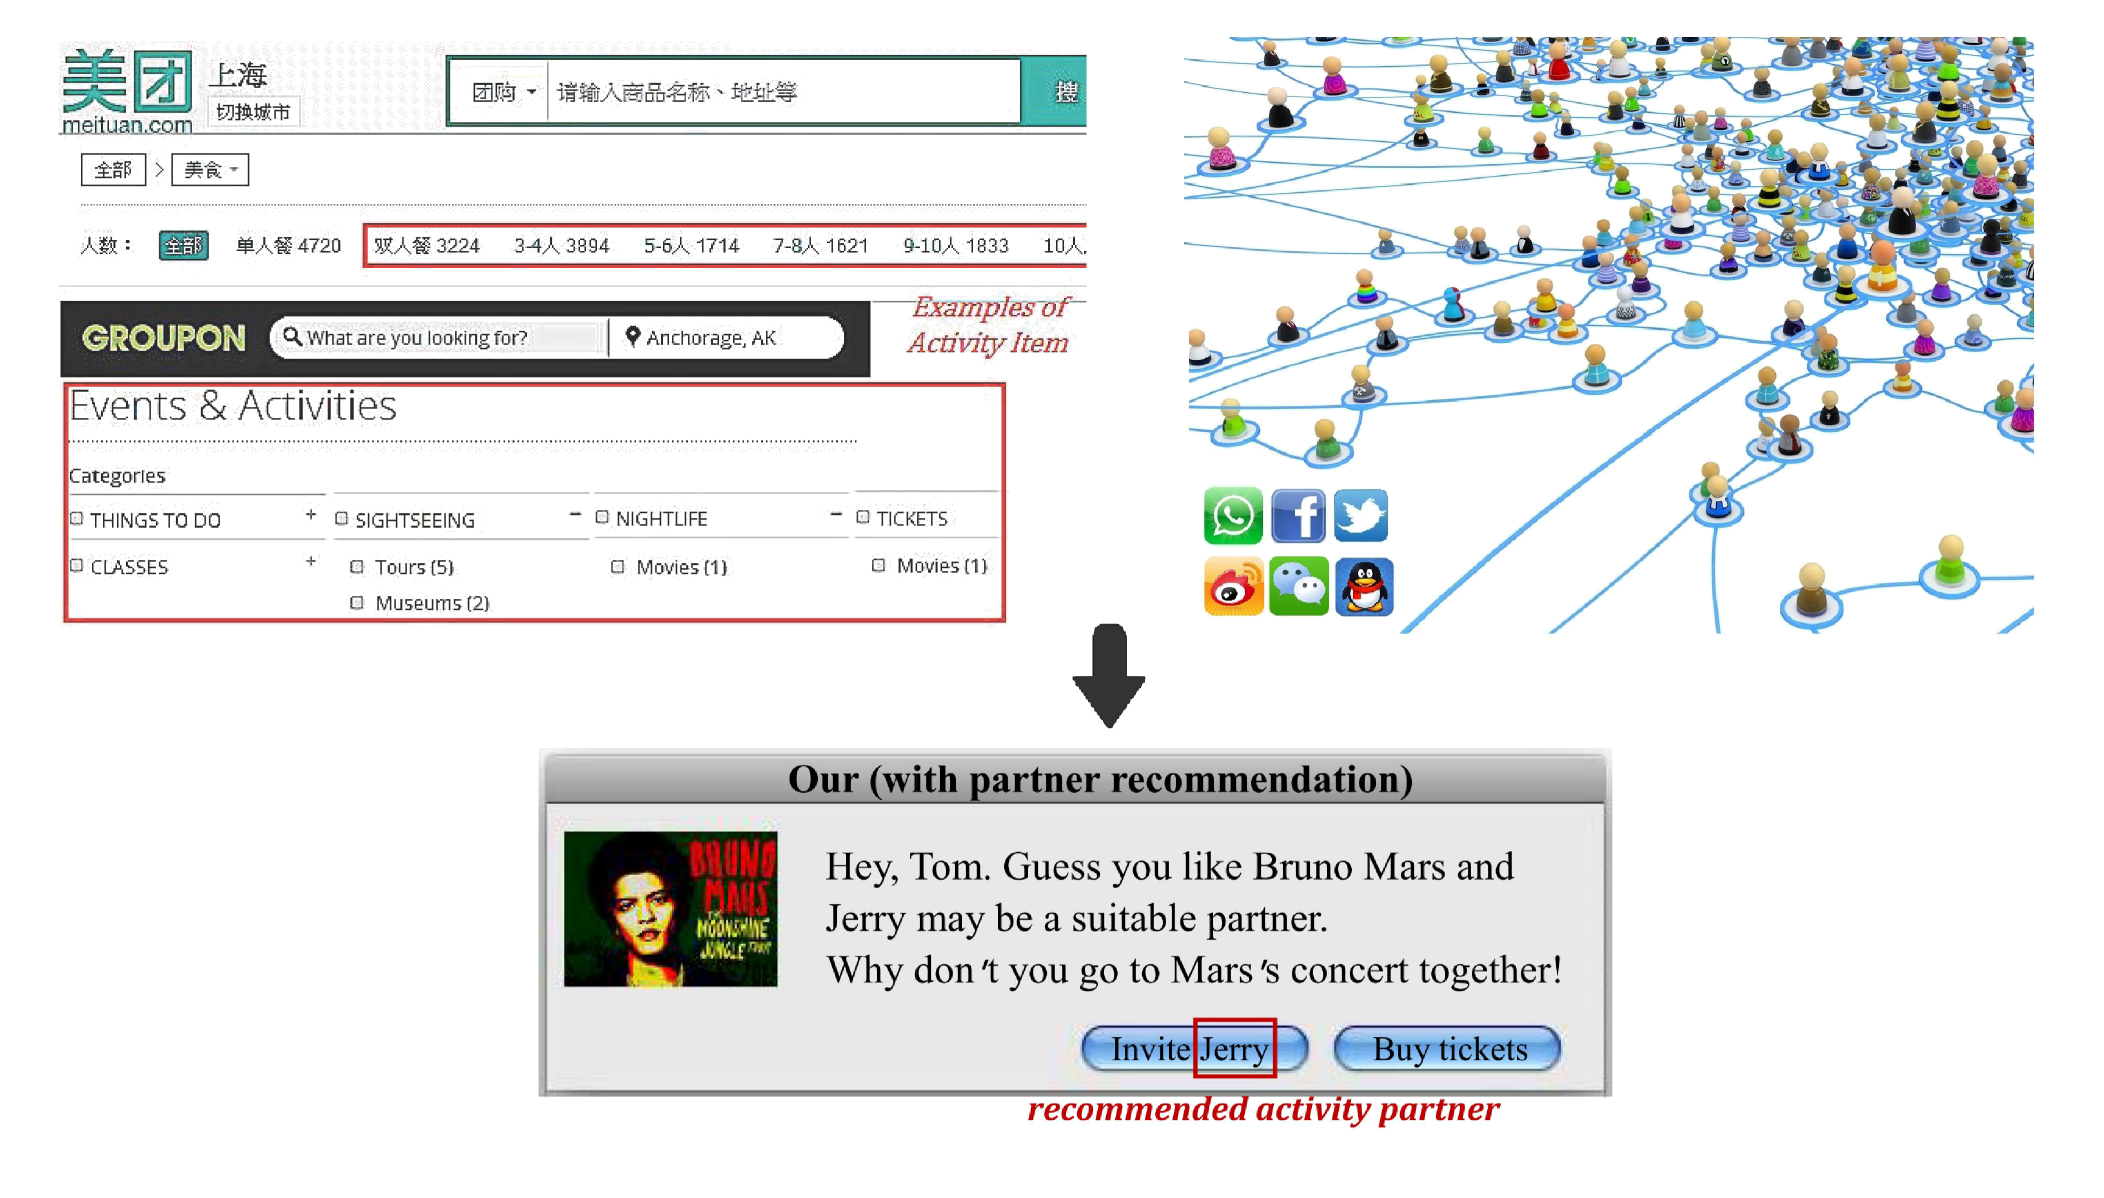 美团
meituan.com
上海
切换城市
团购
请输入商品名称、地址等
搜
全部 > 美食
人数： 全部 单人餐 4720 双人餐 3224 3-4人 3894 5-6人 1714 7-8人 1621 9-10人 1833 10人
Examples of
Activity Item
GROUPON What are you looking for? Anchorage, AK
Events & Activities
Categories
THINGS TO DO + SIGHTSEEING - NIGHTLIFE - TICKETS
CLASSES + Tours (5) Movies (1) Movies (1)
Museums (2)
Our (with partner recommendation)
BRUNO
MARS
THE
MOONSHINE
JUNGLE TOUR
Hey, Tom. Guess you like Bruno Mars and
Jerry may be a suitable partner.
Why don't you go to Mars's concert together!
Invite Jerry Buy tickets
recommended activity partner